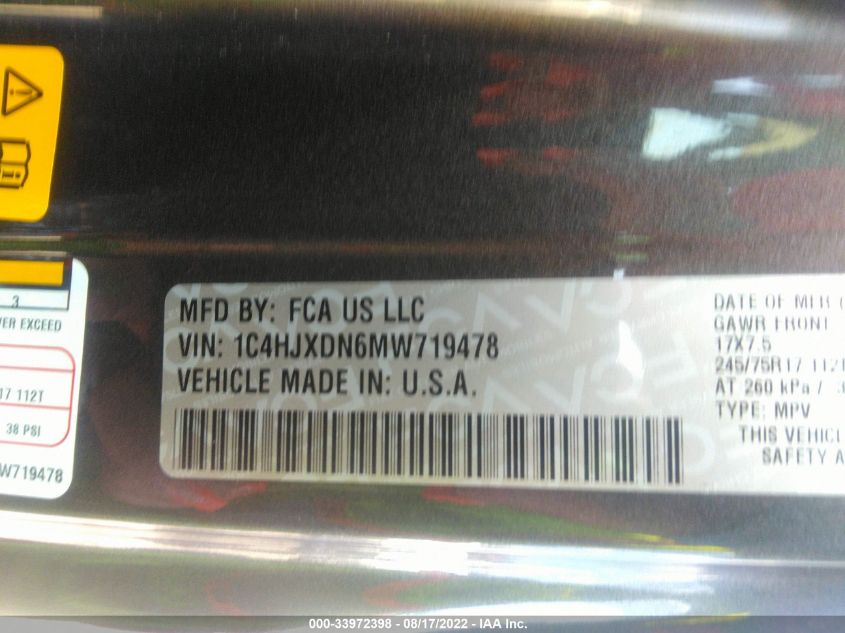 3
VER EXCEED
17 112T
38 PSI
W719478
MFD BY: FCA US LLC
VIN: 1C4HJXDN6MW719478
VEHICLE MADE IN: U.S.A.
DATE OF MFR
GAWR FRONT
17X7.5
245/75R17 112T
AT 260 kPa / 3
TYPE: MPV
THIS VEHICL
SAFETY A
000-33972398 - 08/17/2022 - IAA Inc.